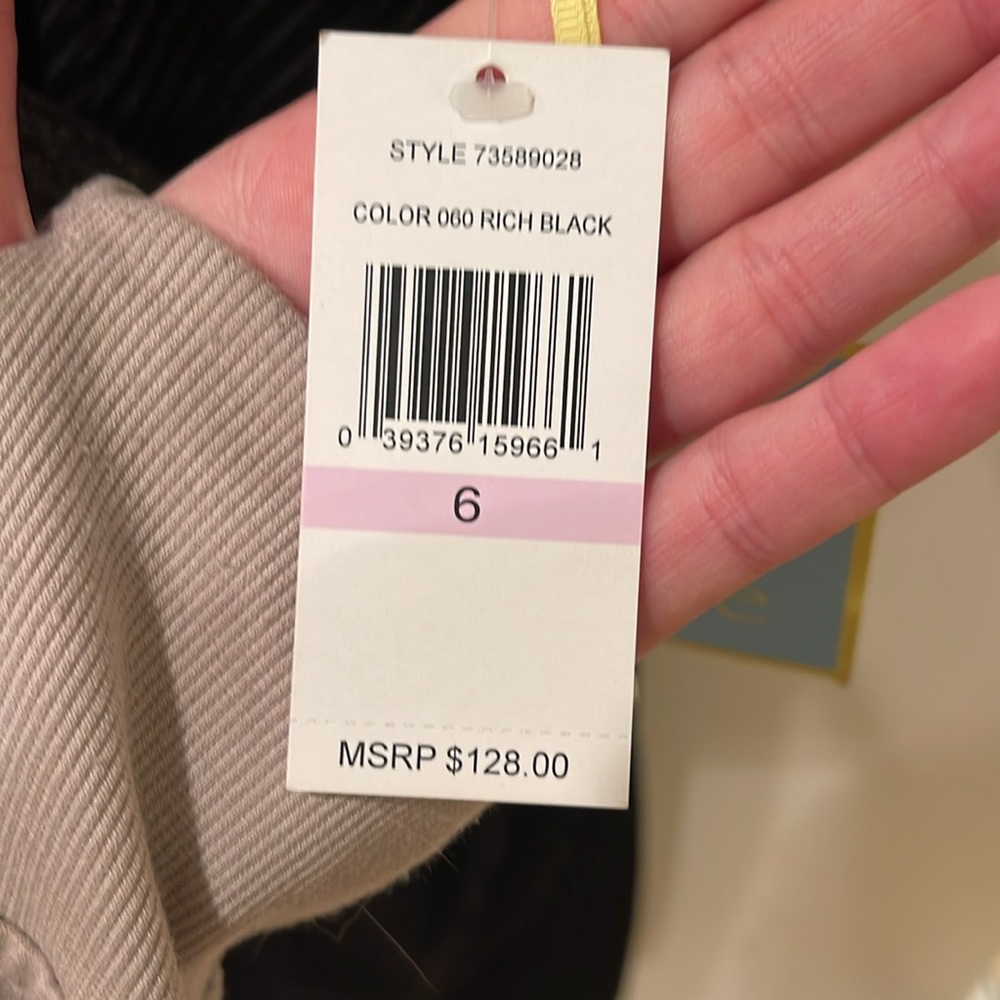 STYLE 73589028
COLOR 060 RICH BLACK
0 39376 15966 1
6
MSRP $128.00